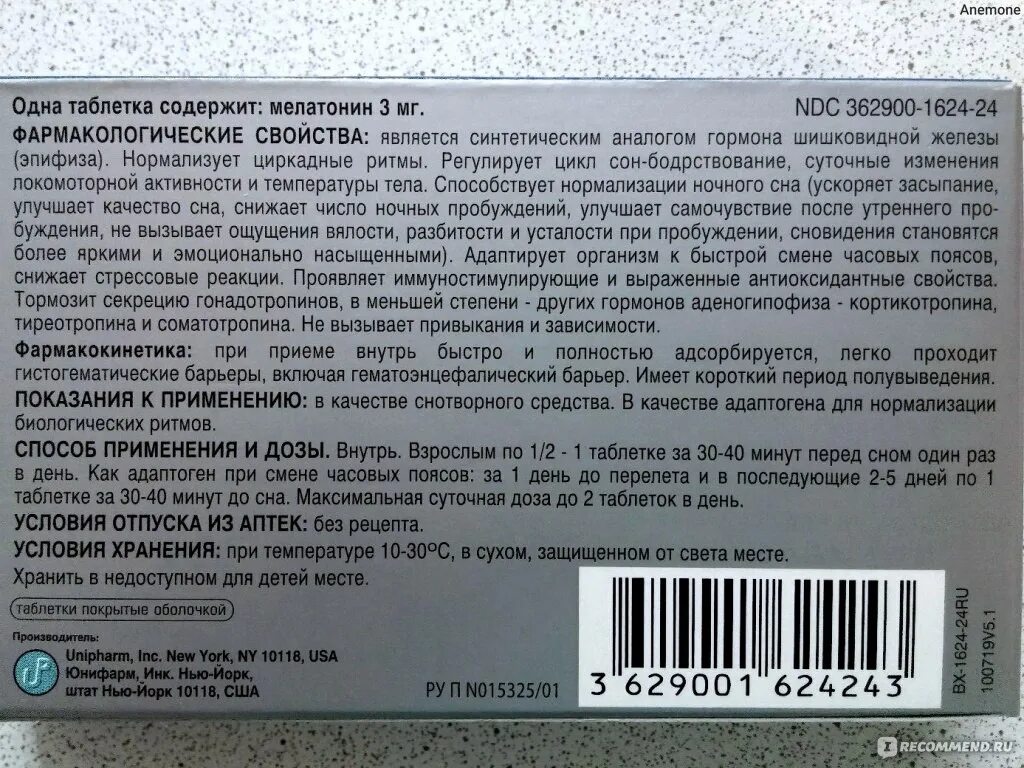 Anemone
Одна таблетка содержит: мелатонин 3 мг.
NDC 362900-1624-24
ФАРМАКОЛОГИЧЕСКИЕ СВОЙСТВА: является синтетическим аналогом гормона шишковидной железы
(эпифиза). Нормализует циркадные ритмы. Регулирует цикл сон-бодрствование, суточные изменения
локомоторной активности и температуры тела. Способствует нормализации ночного сна (ускоряет засыпание,
улучшает качество сна, снижает число ночных пробуждений, улучшает самочувствие после утреннего про-
буждения, не вызывает ощущения вялости, разбитости и усталости при пробуждении, сновидения становятся
более яркими и эмоционально насыщенными). Адаптирует организм к быстрой смене часовых поясов,
снижает стрессовые реакции. Проявляет иммуностимулирующие и выраженные антиоксидантные свойства.
Тормозит секрецию гонадотропинов, в меньшей степени - других гормонов аденогипофиза - кортикотропина,
тиреотропина и соматотропина. Не вызывает привыкания и зависимости.
Фармакокинетика: при приеме внутрь быстро и полностью адсорбируется, легко проходит
гистогематические барьеры, включая гематоэнцефалический барьер. Имеет короткий период полувыведения.
ПОКАЗАНИЯ К ПРИМЕНЕНИЮ: в качестве снотворного средства. В качестве адаптогена для нормализации
биологических ритмов.
СПОСОБ ПРИМЕНЕНИЯ И ДОЗЫ. Внутрь. Взрослым по 1/2 - 1 таблетке за 30-40 минут перед сном один раз
в день. Как адаптоген при смене часовых поясов: за 1 день до перелета и в последующие 2-5 дней по 1
таблетке за 30-40 минут до сна. Максимальная суточная доза до 2 таблеток в день.
УСЛОВИЯ ОТПУСКА ИЗ АПТЕК: без рецепта.
УСЛОВИЯ ХРАНЕНИЯ: при температуре 10-30ºС, в сухом, защищенном от света месте.
Хранить в недоступном для детей месте.
таблетки покрытые оболочкой
Производитель:
Unipharm, Inc. New York, NY 10118, USA
Юнифарм, Инк. Нью-Йорк,
штат Нью-Йорк 10118, США
РУ П N015325/01
3 629001 624243
BX-1624-24RU
100719V5.1
IRECOMMEND.RU